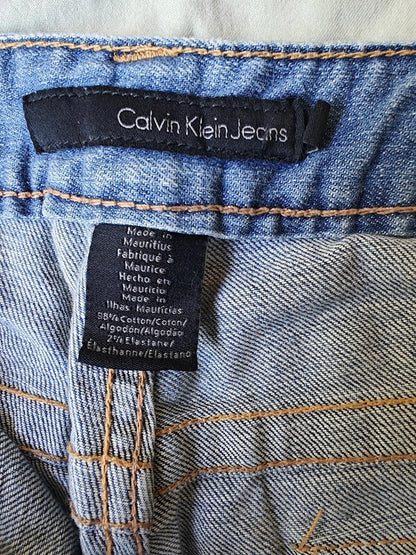 Calvin Klein Jeans
Made in
Mauritius
Fabriqué à
Maurice
Hecho en
Mauricio
Made in
Ilhas Maurícias
98% Cotton/Coton/
Algodón/Algodão
2% Elastane/
Élasthanne/Elastano